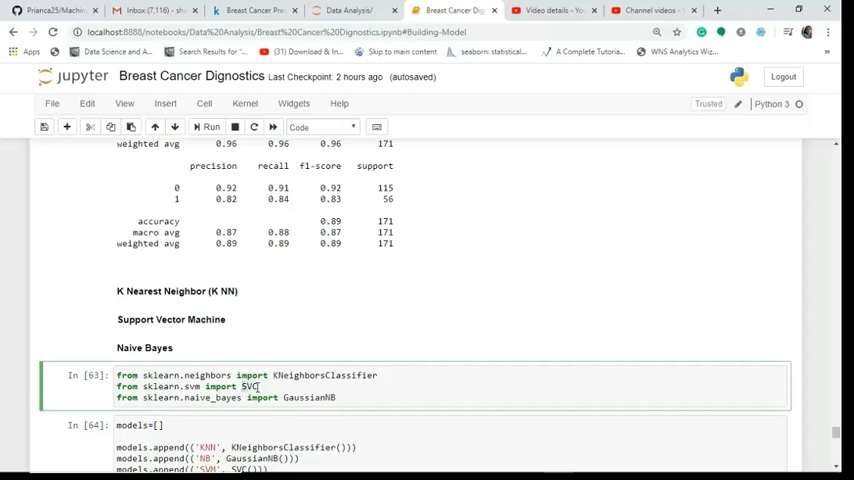 Prianca25/Machin
Inbox (7,116) - sha
Breast Cancer Pre
Data Analysis/
Breast Cancer Dig
Video details - You
Channel videos - Y
localhost:8888/notebooks/Data%20Analysis/Breast%20Cancer%20Dignostics.ipynb#Building-Model
Apps
Data Science and A...
Search Results for "...
(31) Download & In...
Skip to main content
seaborn: statistical...
A Complete Tutoria...
WNS Analytics Wiz...
»
jupyter Breast Cancer Dignostics Last Checkpoint: 2 hours ago (autosaved)
Logout
File Edit View Insert Cell Kernel Widgets Help
Trusted
Python 3
Run
Code
weighted avg 0.96 0.96 0.96 171
precision recall f1-score support
0 0.92 0.91 0.92 115
1 0.82 0.84 0.83 56
accuracy 0.89 171
macro avg 0.87 0.88 0.87 171
weighted avg 0.89 0.89 0.89 171
K Nearest Neighbor (K NN)
Support Vector Machine
Naive Bayes
In [63]: from sklearn.neighbors import KNeighborsClassifier
from sklearn.svm import SVC
from sklearn.naive_bayes import GaussianNB
In [64]: models=[]
models.append(('KNN', KNeighborsClassifier()))
models.append(('NB', GaussianNB()))
models.append(('SVM', SVC()))